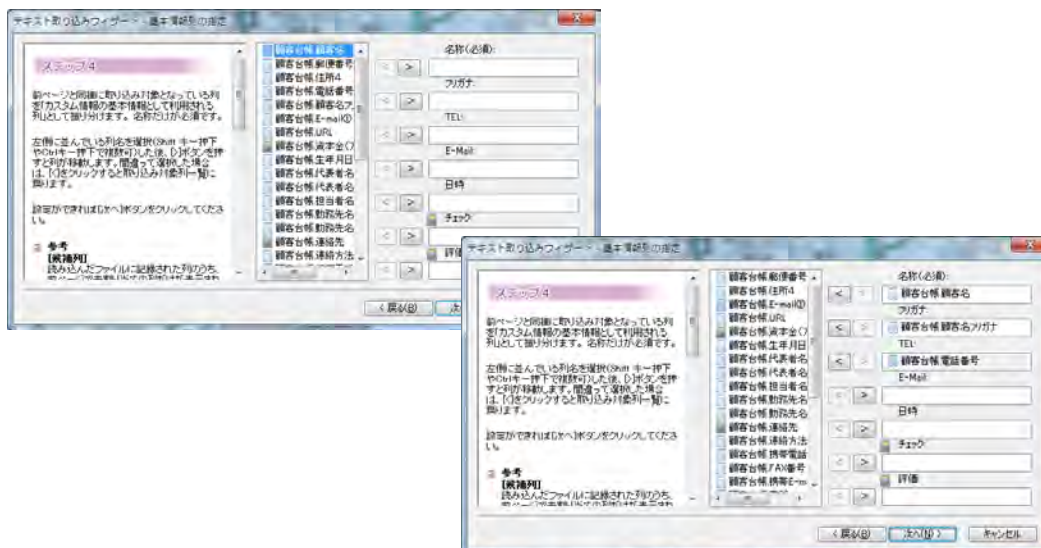 テキスト取り込みウィザード - 基本情報列の指定
ステップ4
前ページと同様に取り込み対象となっている列
を「カスタム情報の基本情報として利用される
列」として振り分けます。名称だけが必須です。
左側に並んでいる列名を選択(Shift キー押下
やCtrlキー押下で複数可)した後、[>]ボタンを押
すと列が移動します。間違って選択した場合
は、[<]をクリックすると取り込み対象列一覧に
戻ります。
設定ができれば[次へ]ボタンをクリックしてくださ
い。
参考
[候補列]
読み込んだファイルに記録された列のうち、
顧客台帳.顧客名
顧客台帳.郵便番号
顧客台帳.住所4
顧客台帳.電話番号
顧客台帳.顧客名フ
顧客台帳.E-mail①
顧客台帳.URL
顧客台帳.資本金(フ
顧客台帳.生年月日
顧客台帳.代表者名
顧客台帳.代表者名
顧客台帳.担当者名
顧客台帳.勤務先名
顧客台帳.勤務先名
顧客台帳.連絡先
顧客台帳.連絡方法
名称(必須):
フリガナ:
TEL:
E-Mail:
日時
チェック:
評価
< 戻る(B)
テキスト取り込みウィザード - 基本情報列の指定
ステップ4
前ページと同様に取り込み対象となっている列
を「カスタム情報の基本情報として利用される
列」として振り分けます。名称だけが必須です。
左側に並んでいる列名を選択(Shift キー押下
やCtrlキー押下で複数可)した後、[>]ボタンを押
すと列が移動します。間違って選択した場合
は、[<]をクリックすると取り込み対象列一覧に
戻ります。
設定ができれば[次へ]ボタンをクリックしてくださ
い。
参考
[候補列]
読み込んだファイルに記録された列のうち、
顧客台帳.郵便番号
顧客台帳.住所4
顧客台帳.E-mail①
顧客台帳.URL
顧客台帳.資本金(フ
顧客台帳.生年月日
顧客台帳.代表者名
顧客台帳.代表者名
顧客台帳.担当者名
顧客台帳.勤務先名
顧客台帳.勤務先名
顧客台帳.連絡先
顧客台帳.連絡方法
顧客台帳.携帯電話
顧客台帳.FAX番号
顧客台帳.携帯E-m
名称(必須):
顧客台帳.顧客名
フリガナ:
顧客台帳.顧客名フリガナ
TEL:
顧客台帳.電話番号
E-Mail:
日時
チェック:
評価
< 戻る(B)
次へ(N) >
キャンセル